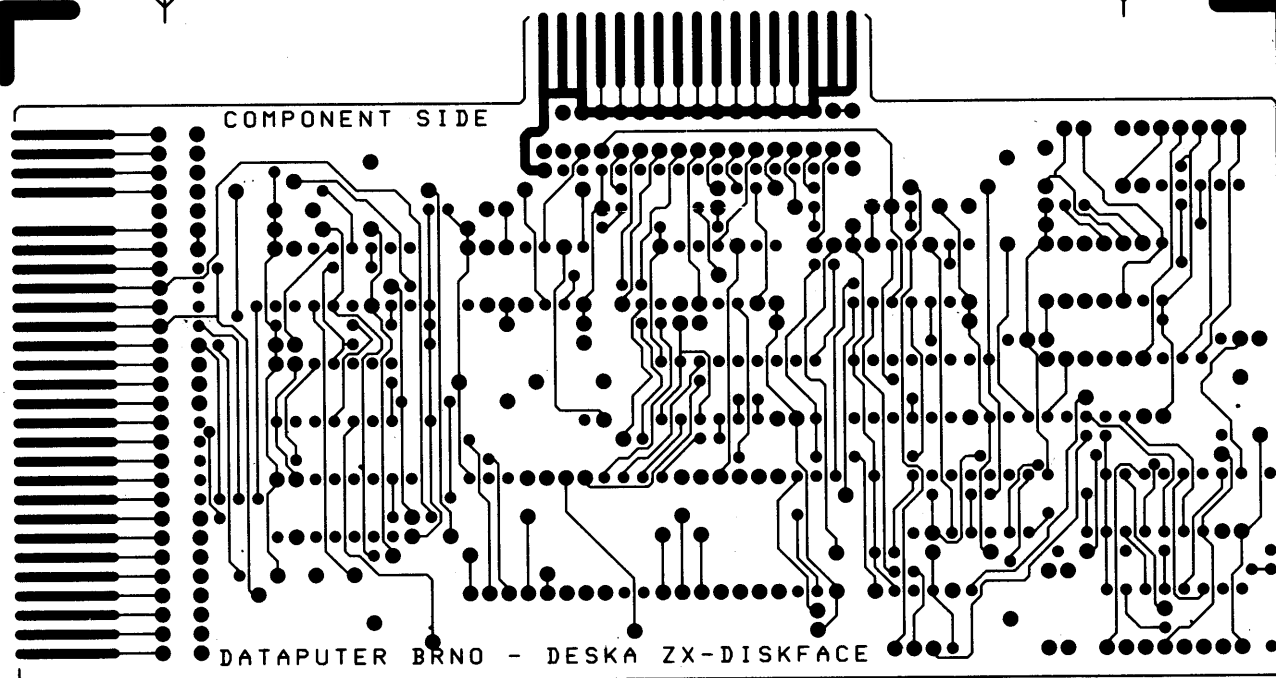 COMPONENT SIDE
DATAPUTER BRNO - DESKA ZX-DISKFACE